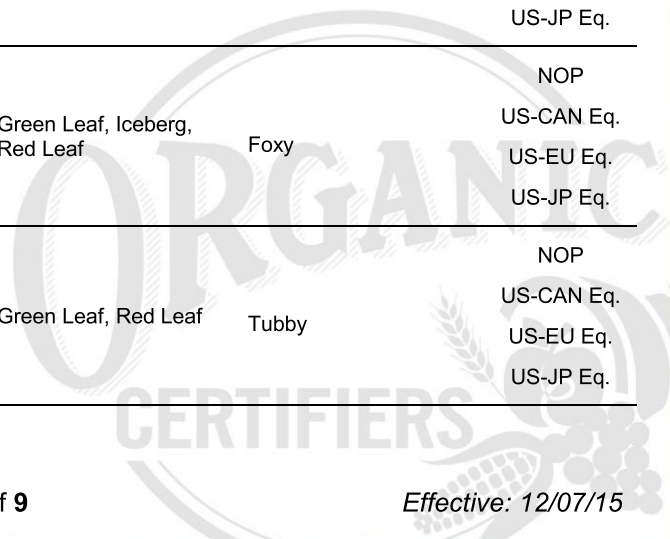 US-JP Eq.
NOP
US-CAN Eq.
Green Leaf, Iceberg,
Red Leaf
Foxy
US-EU Eq.
US-JP Eq.
NOP
US-CAN Eq.
Green Leaf, Red Leaf
Tubby
US-EU Eq.
US-JP Eq.
ORGANIC
CERTIFIERS
f 9
Effective: 12/07/15